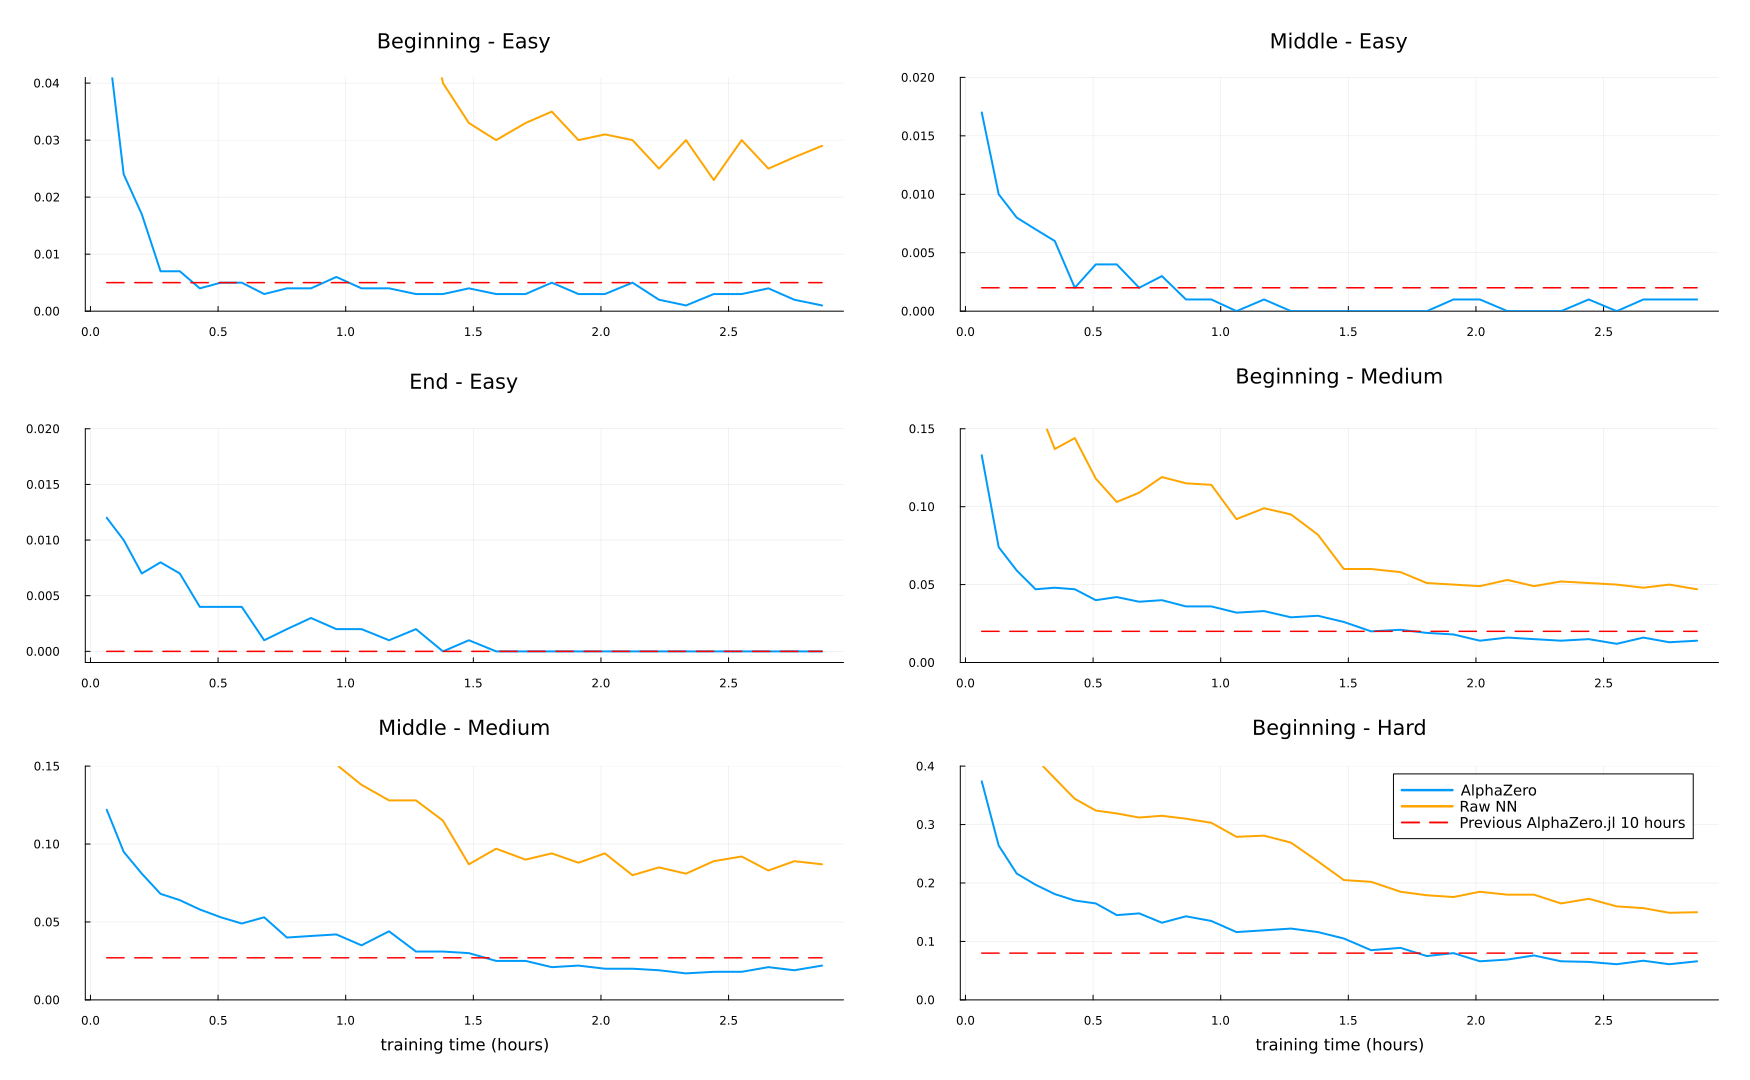 Beginning - Easy
0.04
0.03
0.02
0.01
0.00
0.0 0.5 1.0 1.5 2.0 2.5
Middle - Easy
0.020
0.015
0.010
0.005
0.000
0.0 0.5 1.0 1.5 2.0 2.5
End - Easy
0.020
0.015
0.010
0.005
0.000
0.0 0.5 1.0 1.5 2.0 2.5
Beginning - Medium
0.15
0.10
0.05
0.00
0.0 0.5 1.0 1.5 2.0 2.5
Middle - Medium
0.15
0.10
0.05
0.00
0.0 0.5 1.0 1.5 2.0 2.5
training time (hours)
Beginning - Hard
0.4
0.3
0.2
0.1
0.0
AlphaZero
Raw NN
Previous AlphaZero.jl 10 hours
0.0 0.5 1.0 1.5 2.0 2.5
training time (hours)